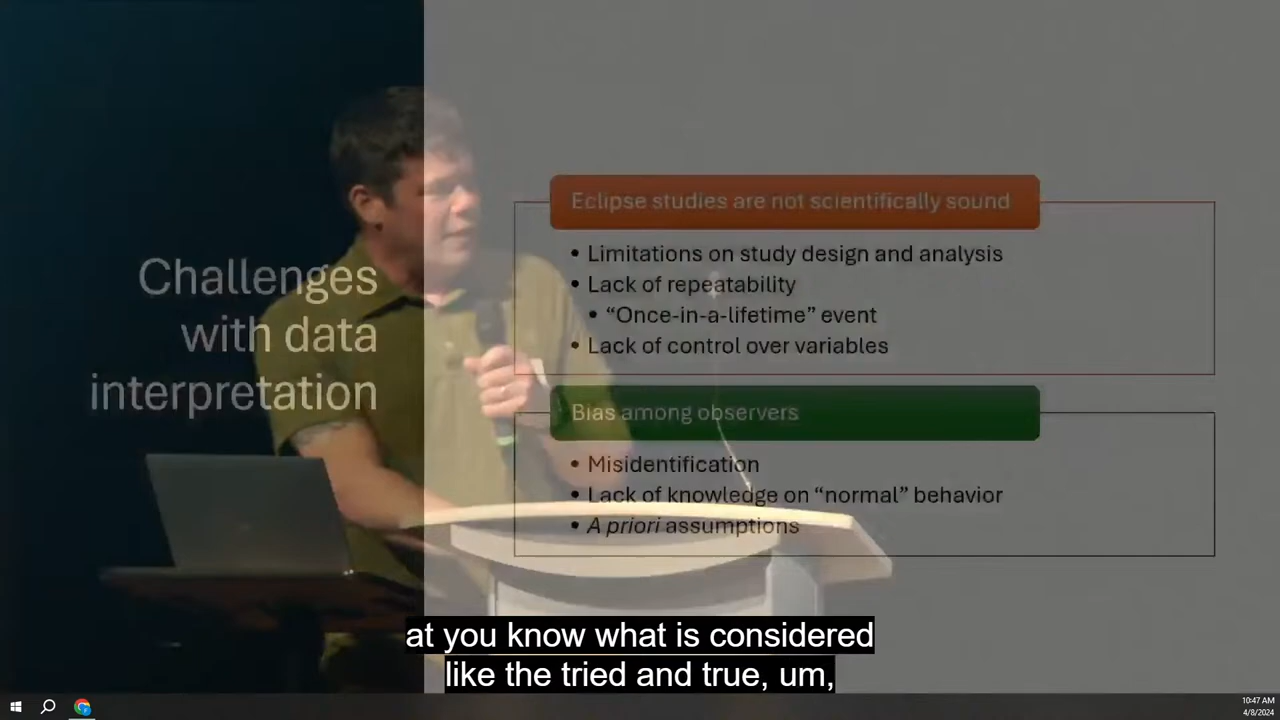 Challenges
with data
interpretation
Eclipse studies are not scientifically sound
• Limitations on study design and analysis
• Lack of repeatability
• “Once-in-a-lifetime” event
• Lack of control over variables
Bias among observers
• Misidentification
• Lack of knowledge on “normal” behavior
• A priori assumptions
at you know what is considered
like the tried and true, um,
10:47 AM
4/8/2024